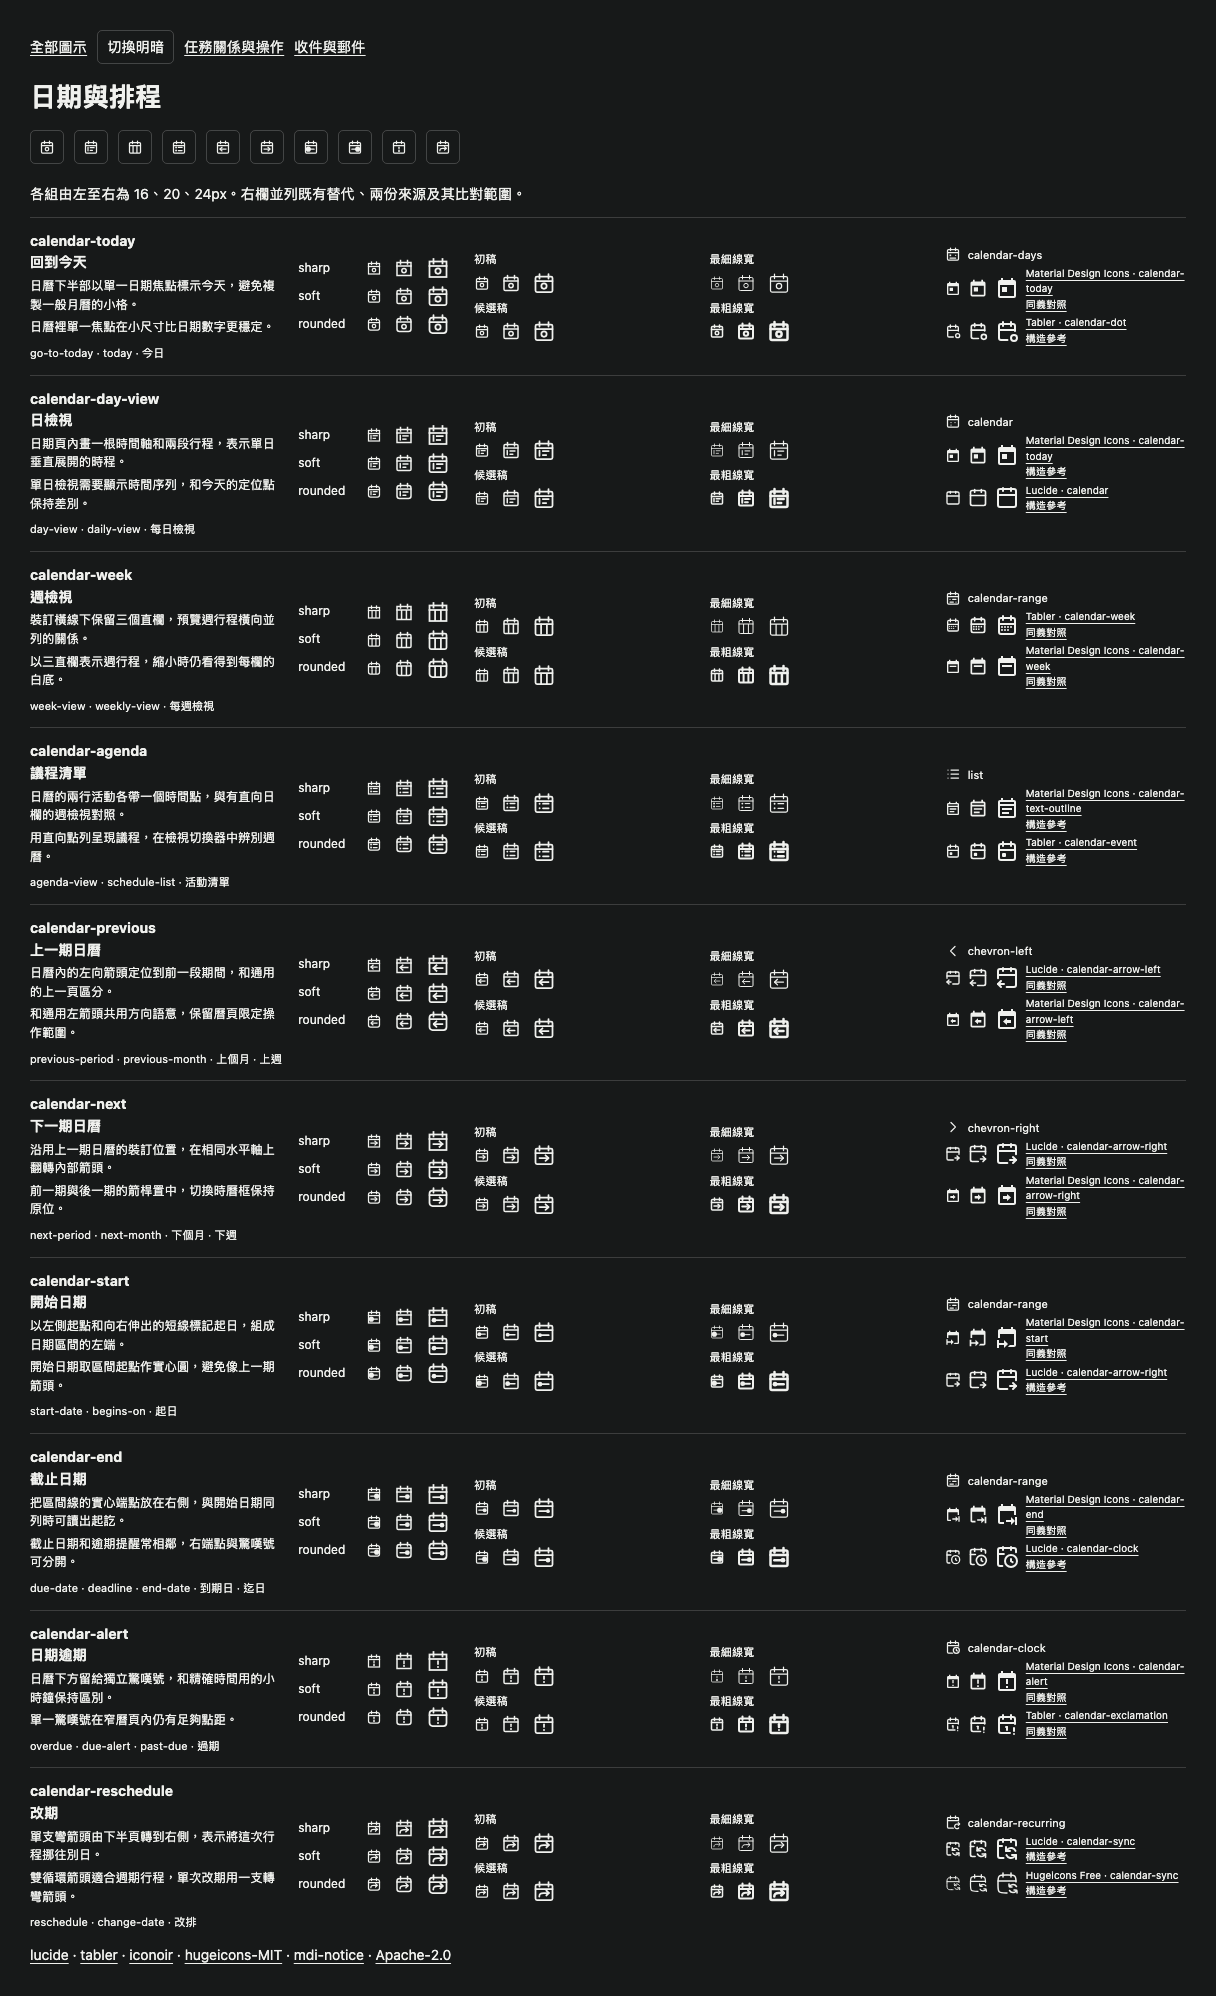 全部圖示 切換明暗 任務關係與操作 收件與郵件
日期與排程
各組由左至右為 16、20、24px。右欄並列既有替代、兩份來源及其比對範圍。
calendar-today
回到今天
日曆下半部以單一日期焦點標示今天，避免複
製一般月曆的小格。
日曆裡單一焦點在小尺寸比日期數字更穩定。
go-to-today · today · 今日
sharp
soft
rounded
初稿
候選稿
最細線寬
最粗線寬
calendar-days
Material Design Icons · calendar-
today
同義對照
Tabler · calendar-dot
構造參考
calendar-day-view
日檢視
日期頁內畫一根時間軸和兩段行程，表示單日
垂直展開的時程。
單日檢視需要顯示時間序列，和今天的定位點
保持差別。
day-view · daily-view · 每日檢視
sharp
soft
rounded
初稿
候選稿
最細線寬
最粗線寬
calendar
Material Design Icons · calendar-
today
構造參考
Lucide · calendar
構造參考
calendar-week
週檢視
裝訂橫線下保留三個直欄，預覽週行程橫向並
列的關係。
以三直欄表示週行程，縮小時仍看得到每欄的
白底。
week-view · weekly-view · 每週檢視
sharp
soft
rounded
初稿
候選稿
最細線寬
最粗線寬
calendar-range
Tabler · calendar-week
同義對照
Material Design Icons · calendar-
week
同義對照
calendar-agenda
議程清單
日曆的兩行活動各帶一個時間點，與有直向日
欄的週檢視對照。
用直向點列呈現議程，在檢視切換器中辨別週
曆。
agenda-view · schedule-list · 活動清單
sharp
soft
rounded
初稿
候選稿
最細線寬
最粗線寬
list
Material Design Icons · calendar-
text-outline
構造參考
Tabler · calendar-event
構造參考
calendar-previous
上一期日曆
日曆內的左向箭頭定位到前一段期間，和通用
的上一頁區分。
和通用左箭頭共用方向語意，保留曆頁限定操
作範圍。
previous-period · previous-month · 上個月 · 上週
sharp
soft
rounded
初稿
候選稿
最細線寬
最粗線寬
chevron-left
Lucide · calendar-arrow-left
同義對照
Material Design Icons · calendar-
arrow-left
同義對照
calendar-next
下一期日曆
沿用上一期日曆的裝訂位置，在相同水平軸上
翻轉內部箭頭。
前一期與後一期的箭桿置中，切換時曆框保持
原位。
next-period · next-month · 下個月 · 下週
sharp
soft
rounded
初稿
候選稿
最細線寬
最粗線寬
chevron-right
Lucide · calendar-arrow-right
同義對照
Material Design Icons · calendar-
arrow-right
同義對照
calendar-start
開始日期
以左側起點和向右伸出的短線標記起日，組成
日期區間的左端。
開始日期取區間起點作實心圓，避免像上一期
箭頭。
start-date · begins-on · 起日
sharp
soft
rounded
初稿
候選稿
最細線寬
最粗線寬
calendar-range
Material Design Icons · calendar-
start
同義對照
Lucide · calendar-arrow-right
構造參考
calendar-end
截止日期
把區間線的實心端點放在右側，與開始日期同
列時可讀出起訖。
截止日期和逾期提醒常相鄰，右端點與驚嘆號
可分開。
due-date · deadline · end-date · 到期日 · 迄日
sharp
soft
rounded
初稿
候選稿
最細線寬
最粗線寬
calendar-range
Material Design Icons · calendar-
end
同義對照
Lucide · calendar-clock
構造參考
calendar-alert
日期逾期
日曆下方留給獨立驚嘆號，和精確時間用的小
時鐘保持區別。
單一驚嘆號在窄曆頁內仍有足夠點距。
overdue · due-alert · past-due · 過期
sharp
soft
rounded
初稿
候選稿
最細線寬
最粗線寬
calendar-clock
Material Design Icons · calendar-
alert
同義對照
Tabler · calendar-exclamation
同義對照
calendar-reschedule
改期
單支彎箭頭由下半頁轉到右側，表示將這次行
程挪往別日。
雙循環箭頭適合週期行程，單次改期用一支轉
彎箭頭。
reschedule · change-date · 改排
sharp
soft
rounded
初稿
候選稿
最細線寬
最粗線寬
calendar-recurring
Lucide · calendar-sync
構造參考
Hugeicons Free · calendar-sync
構造參考
lucide · tabler · iconoir · hugeicons-MIT · mdi-notice · Apache-2.0